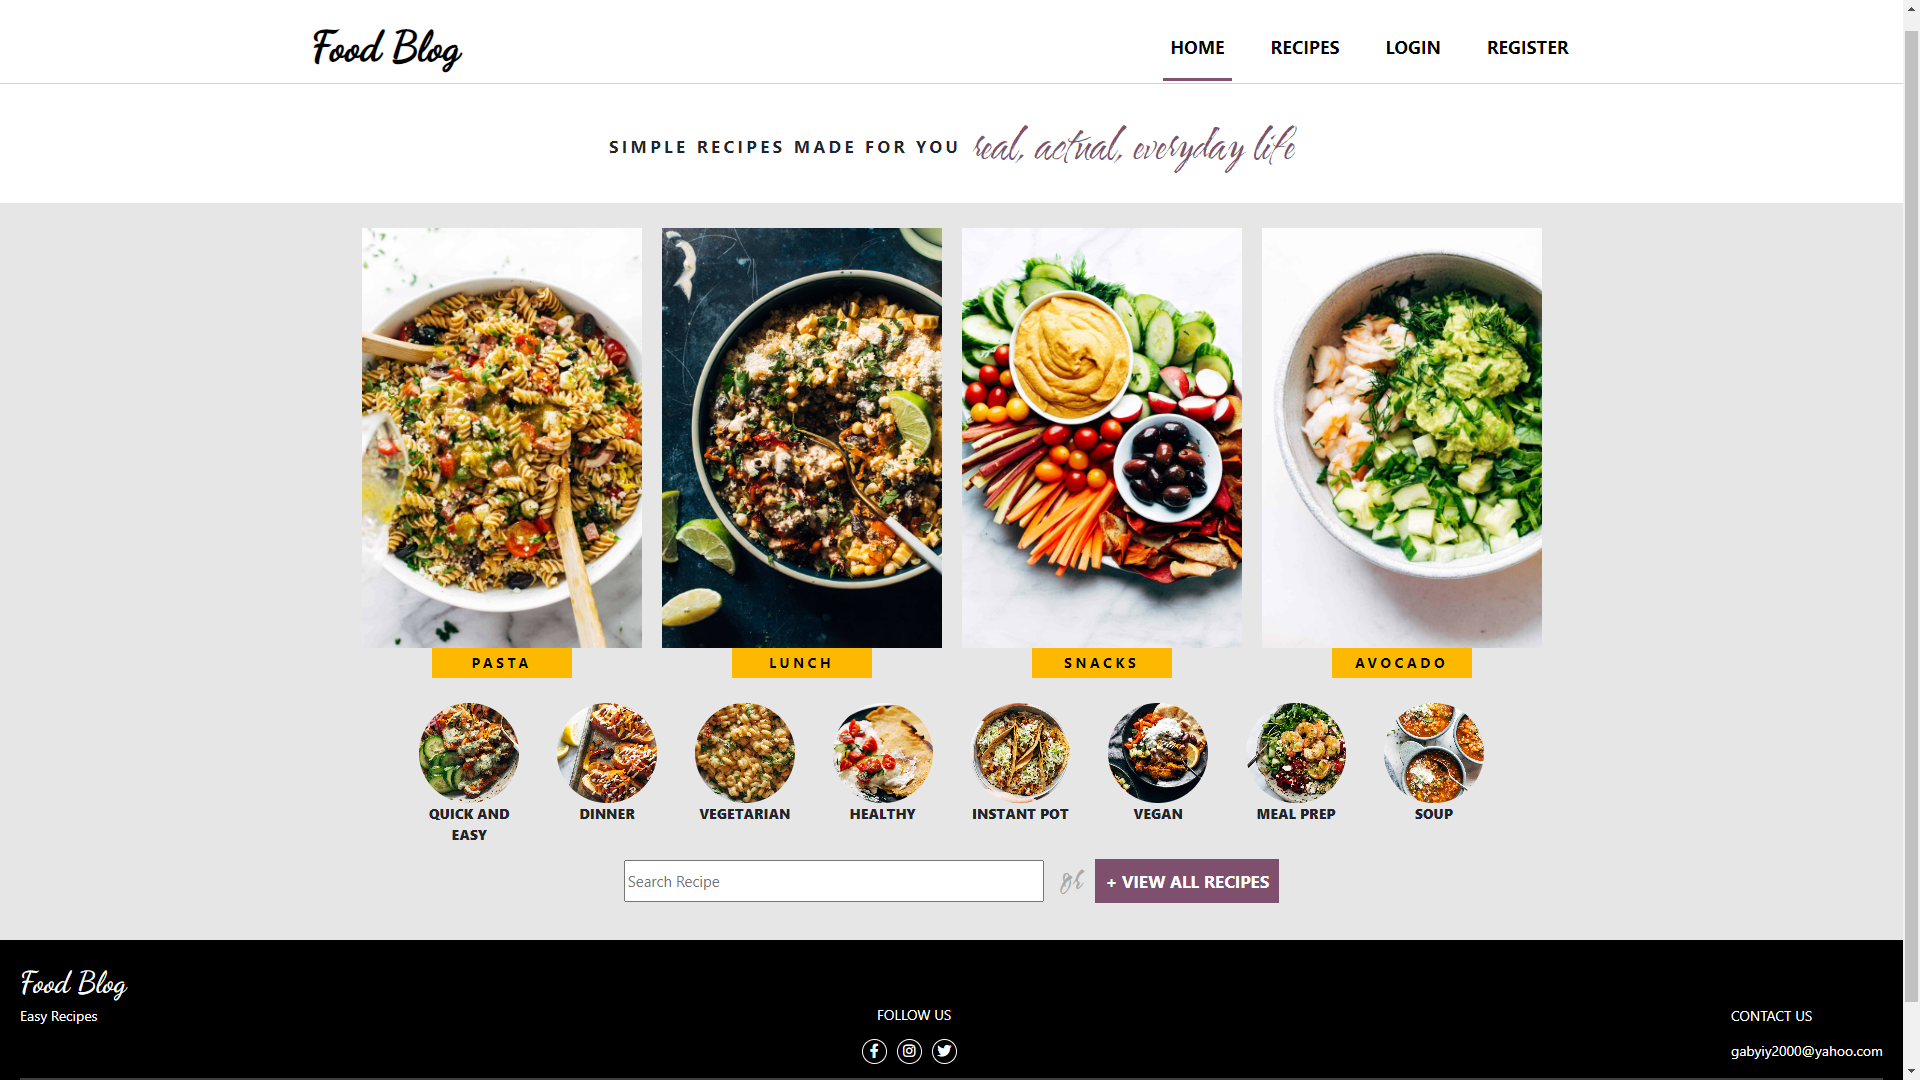 Food Blog
HOME RECIPES LOGIN REGISTER
SIMPLE RECIPES MADE FOR YOU real, actual, everyday life
PASTA LUNCH SNACKS AVOCADO
QUICK AND EASY DINNER VEGETARIAN HEALTHY INSTANT POT VEGAN MEAL PREP SOUP
Search Recipe or + VIEW ALL RECIPES
Food Blog
Easy Recipes
FOLLOW US
CONTACT US
gabyiy2000@yahoo.com